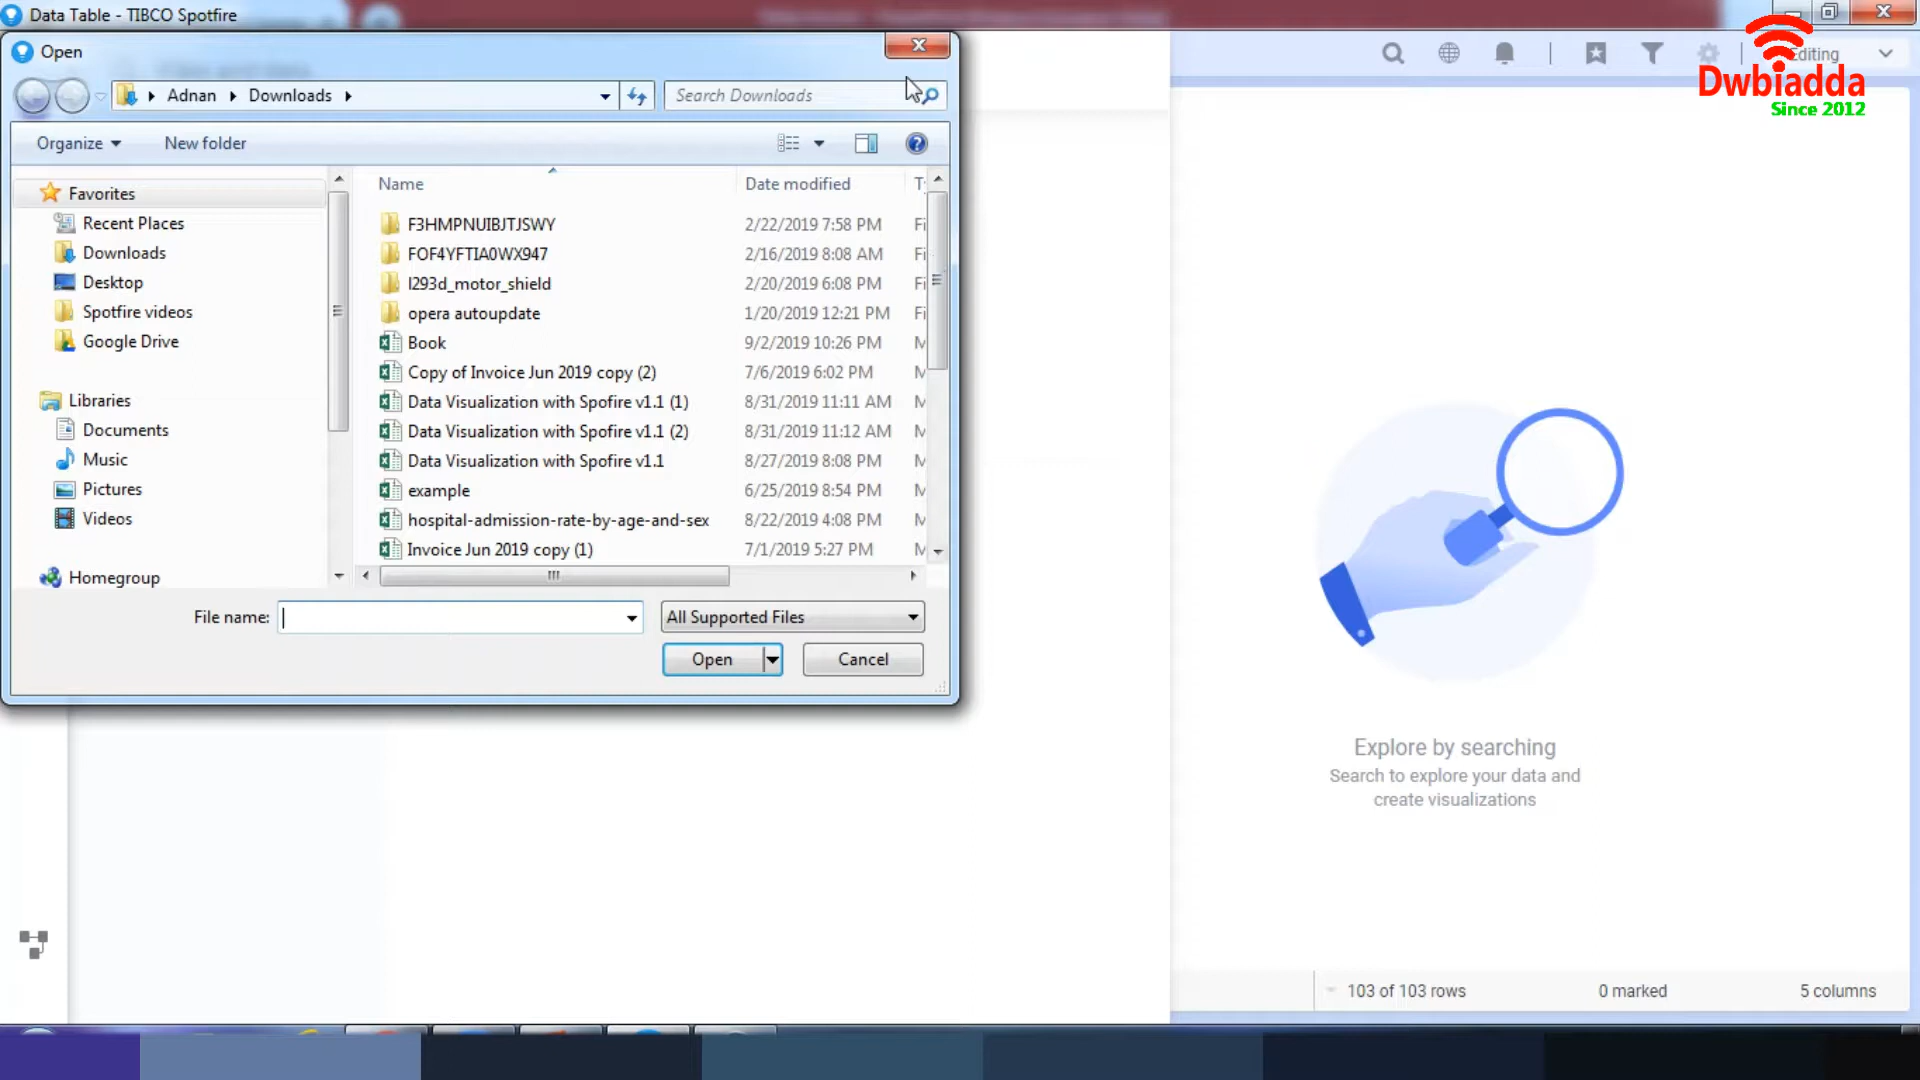 Data Table - TIBCO Spotfire
Open
Adnan Downloads
Search Downloads
Editing
Dwbiadda
Since 2012
Organize
New folder
Name
Date modified
Favorites
Recent Places
Downloads
Desktop
Spotfire videos
Google Drive
Libraries
Documents
Music
Pictures
Videos
Homegroup
F3HMPNUIBJTJSWY 2/22/2019 7:58 PM Fi
FOF4YFTIA0WX947 2/16/2019 8:08 AM Fi
l293d_motor_shield 2/20/2019 6:08 PM Fi
opera autoupdate 1/20/2019 12:21 PM Fi
Book 9/2/2019 10:26 PM M
Copy of Invoice Jun 2019 copy (2) 7/6/2019 6:02 PM M
Data Visualization with Spofire v1.1 (1) 8/31/2019 11:11 AM M
Data Visualization with Spofire v1.1 (2) 8/31/2019 11:12 AM M
Data Visualization with Spofire v1.1 8/27/2019 8:08 PM M
example 6/25/2019 8:54 PM M
hospital-admission-rate-by-age-and-sex 8/22/2019 4:08 PM M
Invoice Jun 2019 copy (1) 7/1/2019 5:27 PM M
File name:
All Supported Files
Open
Cancel
Explore by searching
Search to explore your data and
create visualizations
103 of 103 rows
0 marked
5 columns